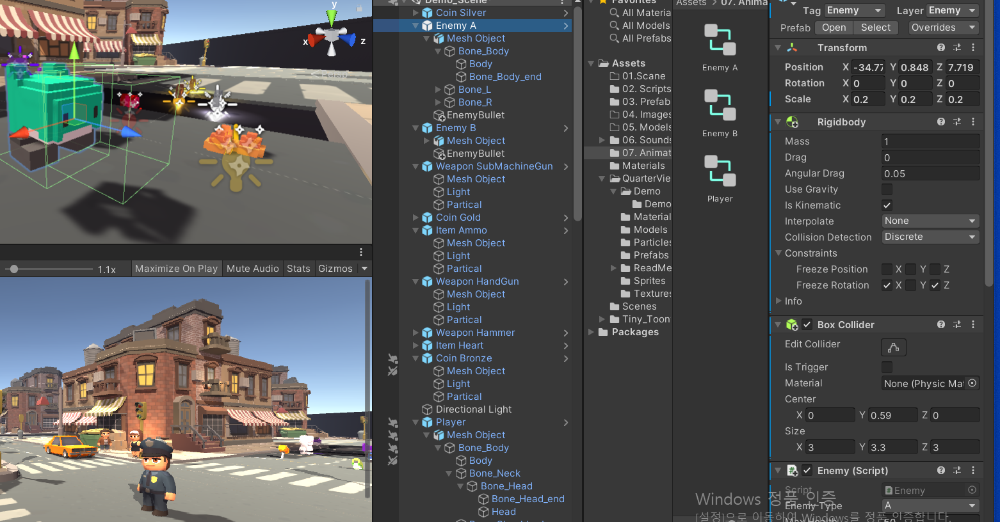 y
x
z
Persp
1.1x
Maximize On Play
Mute Audio
Stats
Gizmos
Demo_Scene
Coin Silver
Enemy A
Mesh Object
Bone_Body
Body
Bone_Body_end
Bone_L
Bone_R
EnemyBullet
Enemy B
Mesh Object
EnemyBullet
Weapon SubMachineGun
Mesh Object
Light
Partical
Coin Gold
Item Ammo
Mesh Object
Light
Partical
Weapon HandGun
Mesh Object
Light
Partical
Weapon Hammer
Item Heart
Coin Bronze
Mesh Object
Light
Partical
Directional Light
Player
Mesh Object
Bone_Body
Body
Bone_Neck
Bone_Head
Bone_Head_end
Head
Favorites
All Materia
All Models
All Prefabs
Assets
01.Scane
02. Scripts
03. Prefab
04. Images
05. Models
06. Sounds
07. Animat
Materials
QuarterVie
Demo
Demo
Material
Models
Particles
Prefabs
ReadMe
Sprites
Textures
Scenes
Tiny_Toon
Packages
Assets > 07. Anima
Enemy A
Enemy B
Player
Tag Enemy Layer Enemy
Prefab Open Select Overrides
Transform
Position X -34.77 Y 0.848 Z 7.719
Rotation X 0 Y 0 Z 0
Scale X 0.2 Y 0.2 Z 0.2
Rigidbody
Mass 1
Drag 0
Angular Drag 0.05
Use Gravity
Is Kinematic
Interpolate None
Collision Detection Discrete
Constraints
Freeze Position X Y Z
Freeze Rotation X Y Z
Info
Box Collider
Edit Collider
Is Trigger
Material None (Physic Mat
Center
X 0 Y 0.59 Z 0
Size
X 3 Y 3.3 Z 3
Enemy (Script)
Script Enemy
Windows 정품 인증
Enemy Type A
[설정]으로 이동하여 Windows를 정품 인증합니다.
Max Health 50